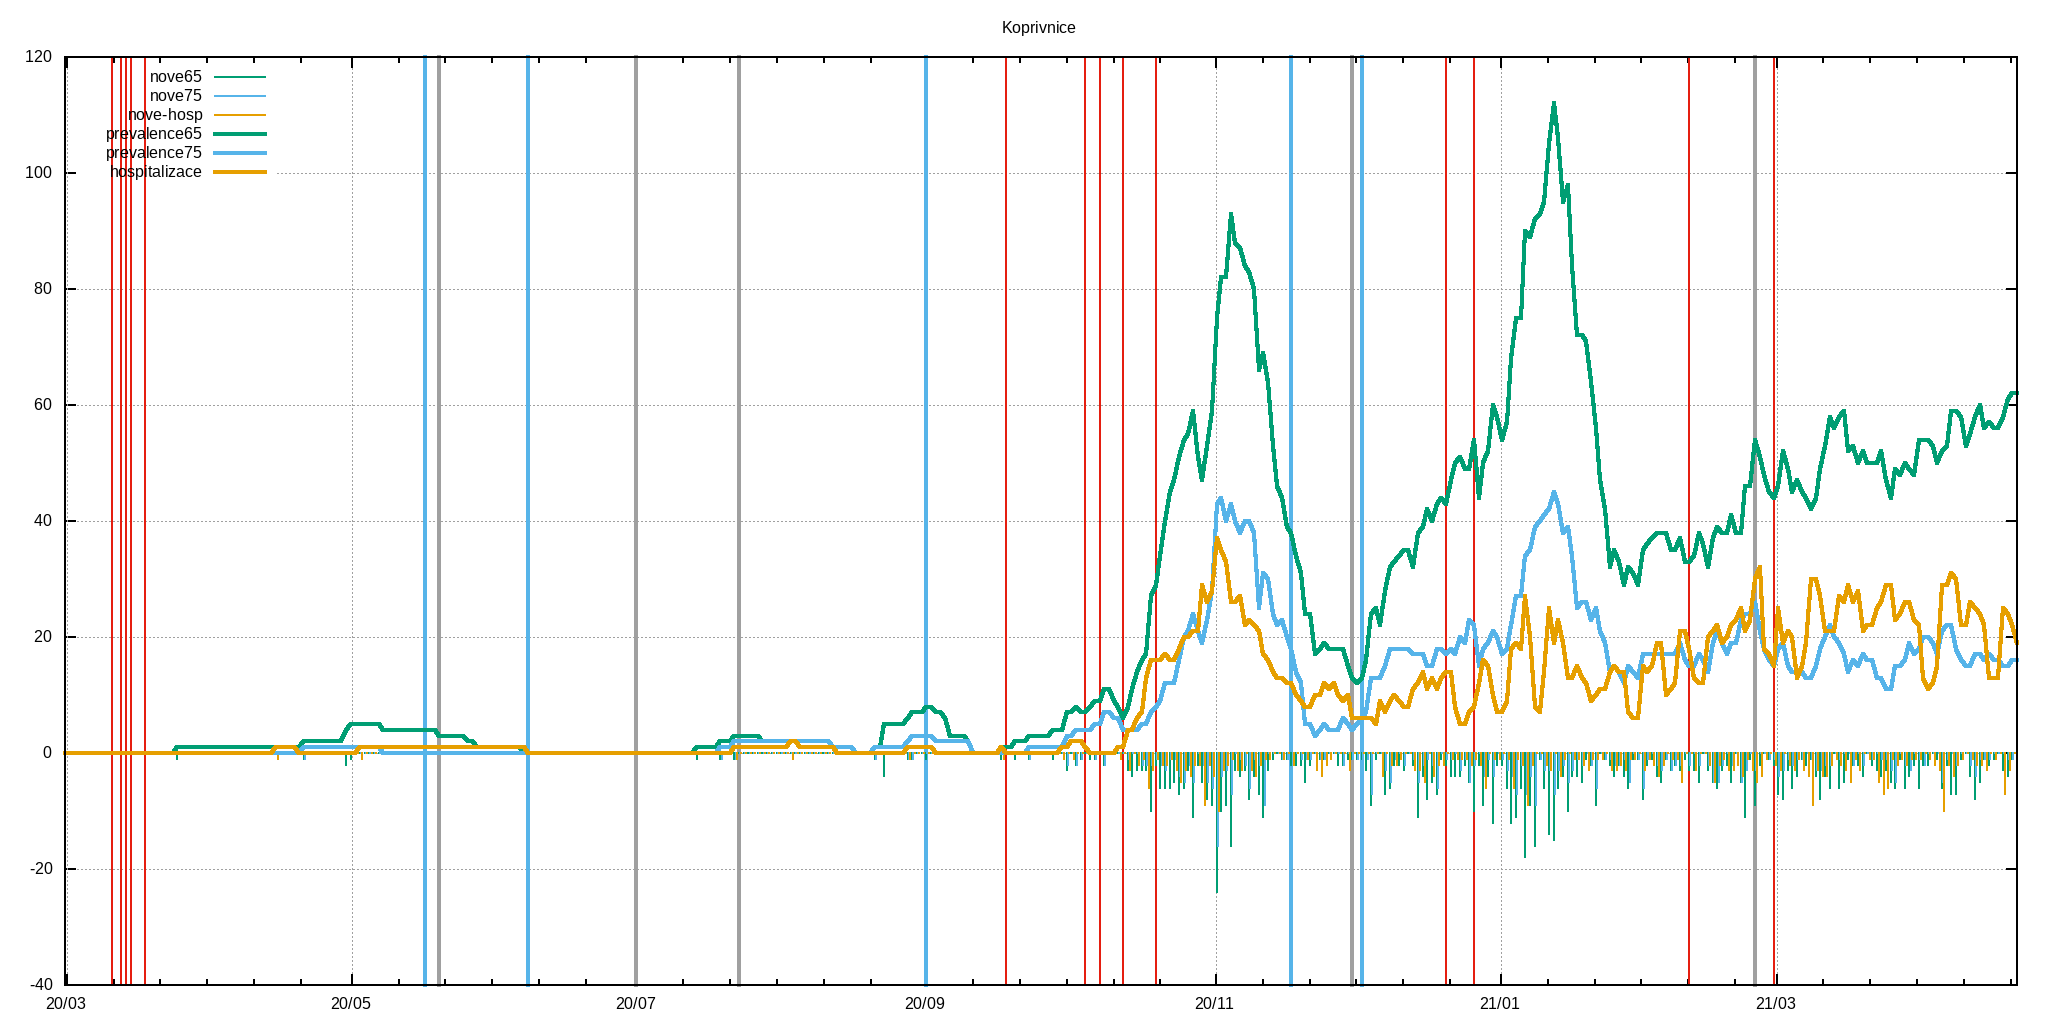 Koprivnice
120
nove65
nove75
nove-hosp
prevalence65
prevalence75
hospitalizace
100
80
60
40
20
0
-20
-40
20/03 20/05 20/07 20/09 20/11 21/01 21/03